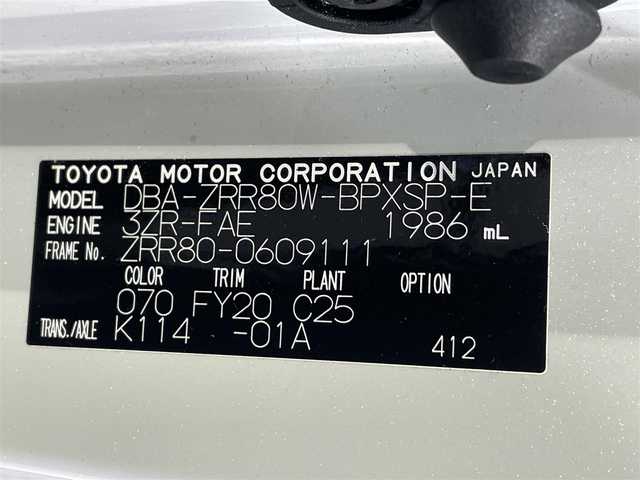 TOYOTA MOTOR CORPORATION JAPAN
MODEL DBA-ZRR80W-BPXSP-E
ENGINE 3ZR-FAE 1986 mL
FRAME No. ZRR80-0609111
COLOR TRIM PLANT OPTION
070 FY20 C25
TRANS./AXLE K114 -01A
412